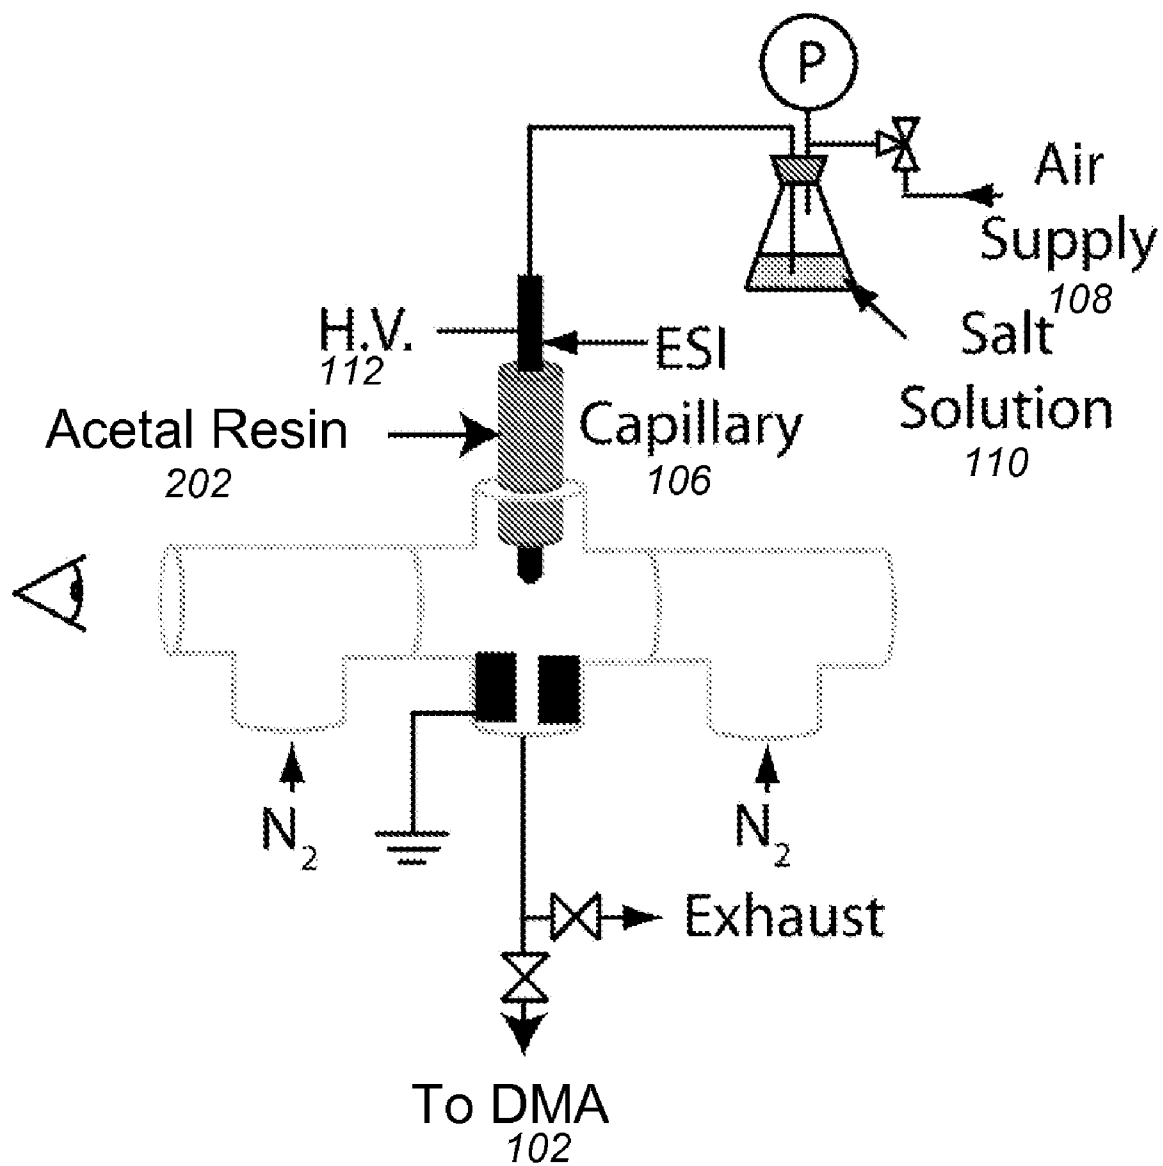 P
Air
Supply
108
H.V.
112
ESI
Capillary
106
Salt
Solution
110
Acetal Resin
202
N2
N2
Exhaust
To DMA
102